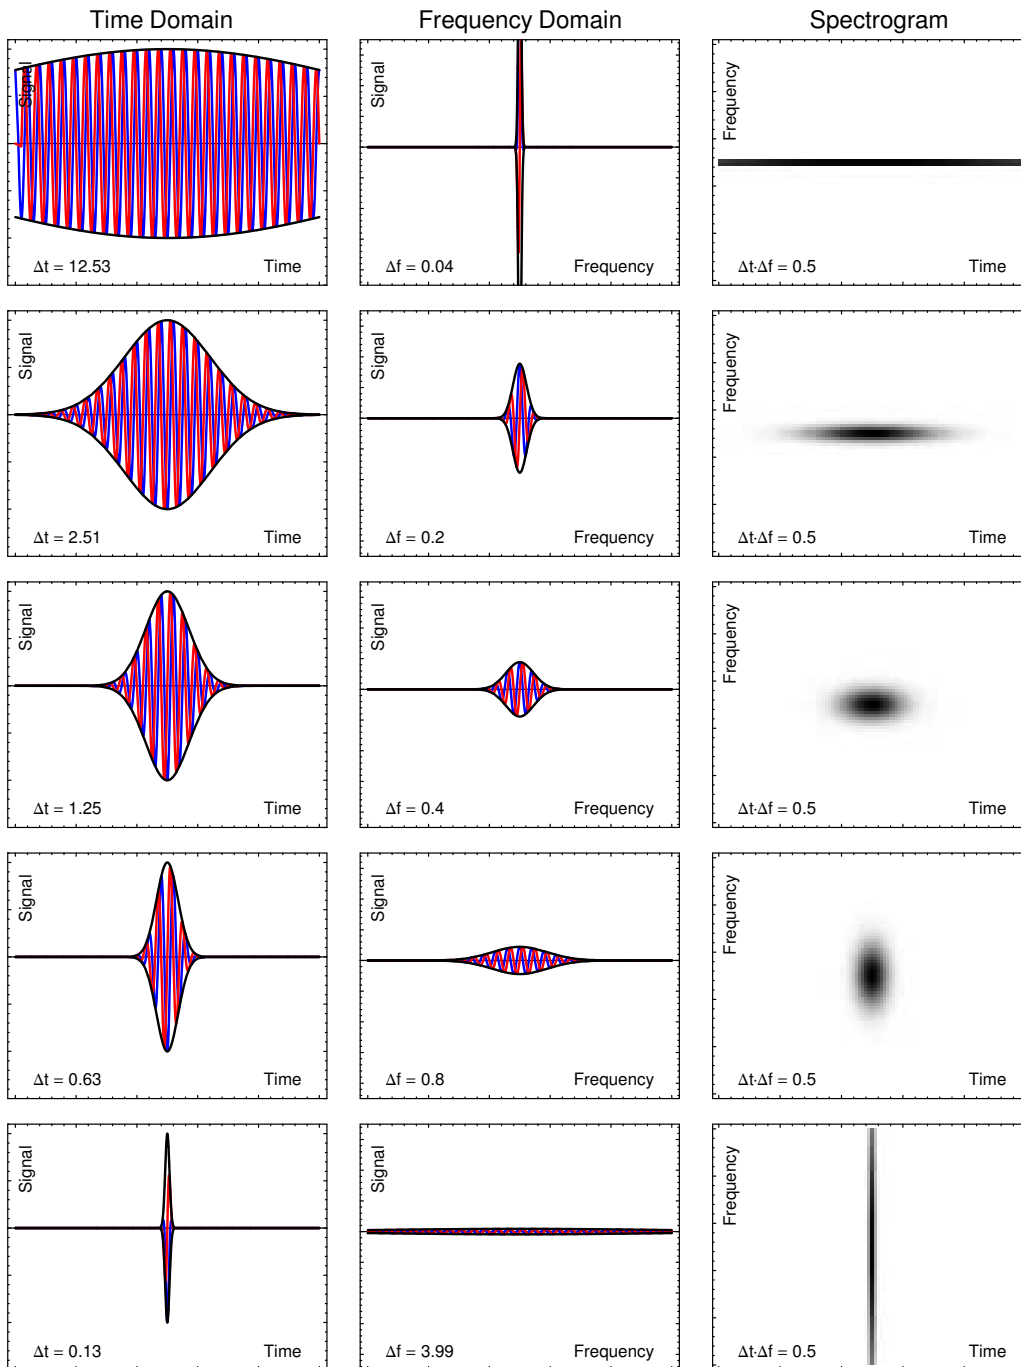 Time Domain
Frequency Domain
Spectrogram
Signal
Δt = 12.53
Time
Signal
Δf = 0.04
Frequency
Frequency
Δt·Δf = 0.5
Time
Signal
Δt = 2.51
Time
Signal
Δf = 0.2
Frequency
Frequency
Δt·Δf = 0.5
Time
Signal
Δt = 1.25
Time
Signal
Δf = 0.4
Frequency
Frequency
Δt·Δf = 0.5
Time
Signal
Δt = 0.63
Time
Signal
Δf = 0.8
Frequency
Frequency
Δt·Δf = 0.5
Time
Signal
Δt = 0.13
Time
Signal
Δf = 3.99
Frequency
Frequency
Δt·Δf = 0.5
Time